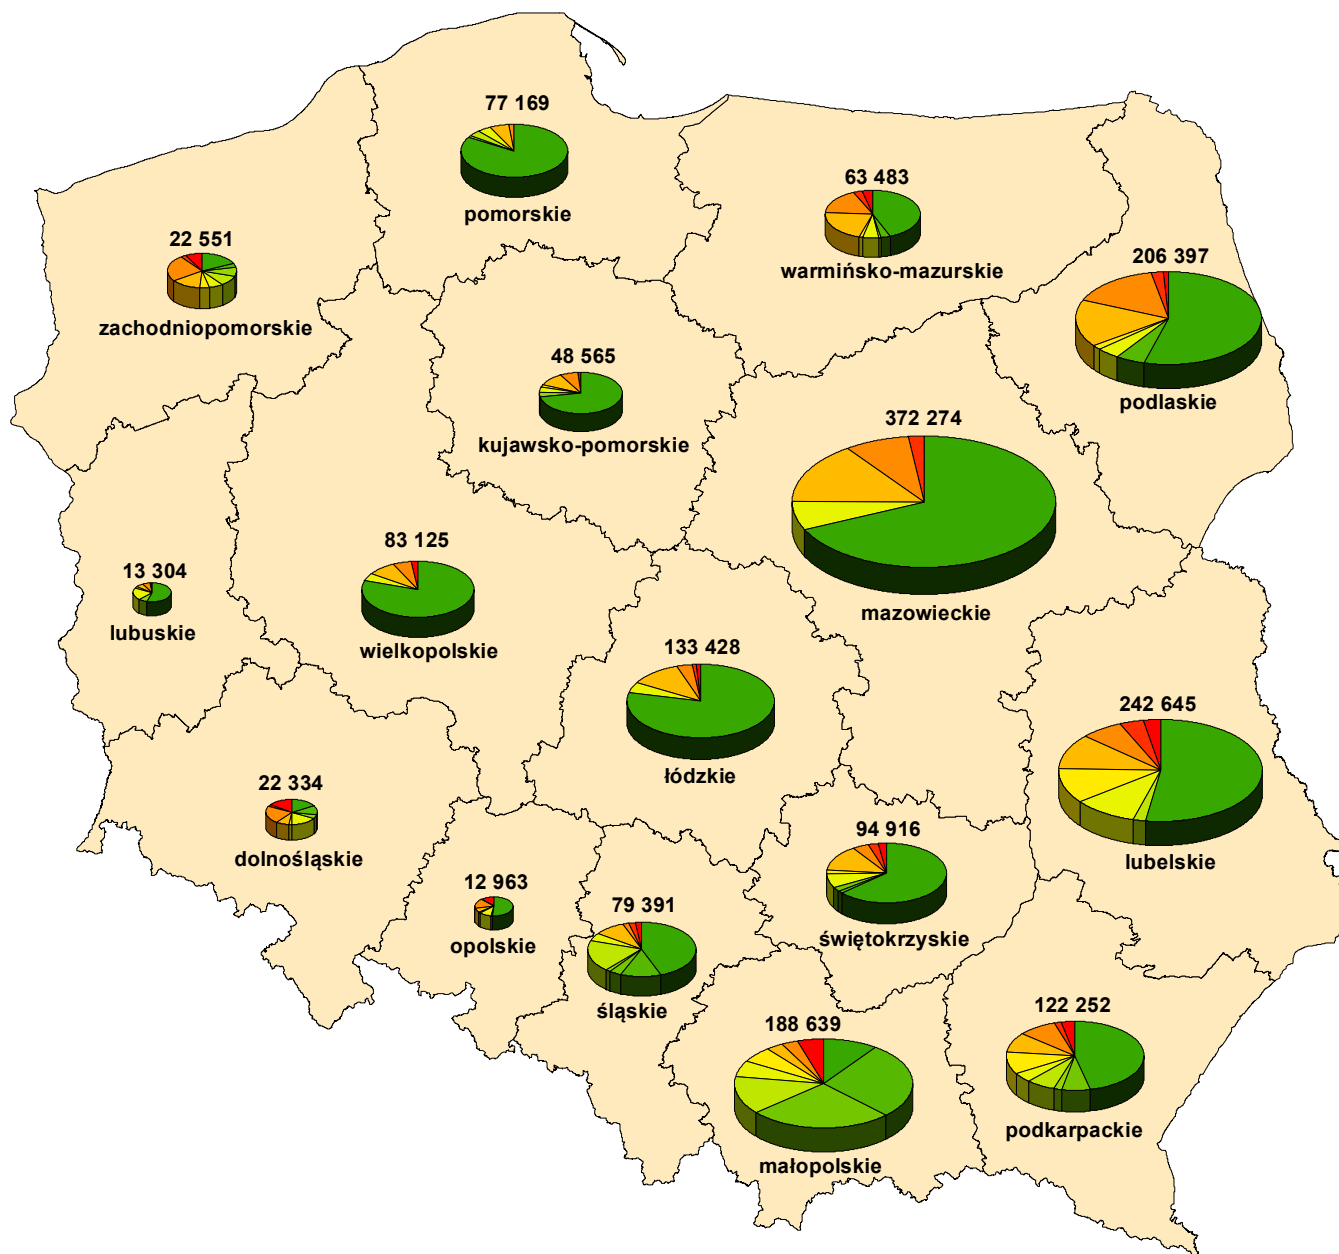 77 169
pomorskie
63 483
warmińsko-mazurskie
22 551
zachodniopomorskie
206 397
podlaskie
48 565
kujawsko-pomorskie
372 274
mazowieckie
83 125
wielkopolskie
13 304
lubuskie
133 428
łódzkie
242 645
lubelskie
22 334
dolnośląskie
94 916
świętokrzyskie
12 963
opolskie
79 391
śląskie
188 639
małopolskie
122 252
podkarpackie